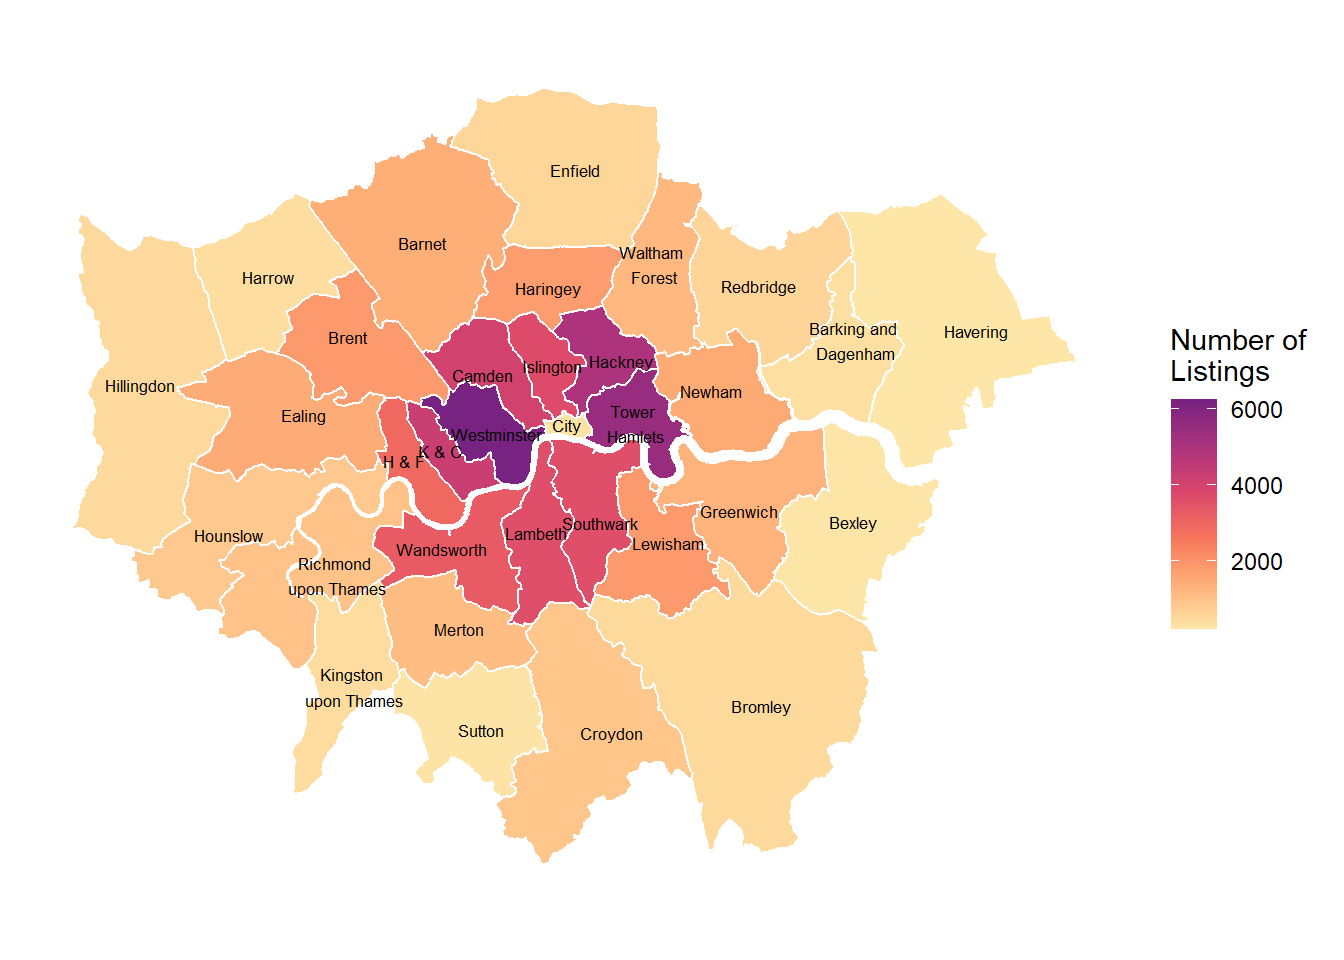 Enfield
Barnet
Waltham
Forest
Harrow
Haringey
Redbridge
Barking and
Dagenham
Havering
Brent
Hackney
Islington
Camden
Hillingdon
Newham
Ealing
Tower
Hamlets
City
Westminster
K & C
H & F
Greenwich
Bexley
Southwark
Lambeth
Hounslow
Lewisham
Wandsworth
Richmond
upon Thames
Merton
Kingston
upon Thames
Bromley
Sutton
Croydon
Number of
Listings
6000
4000
2000